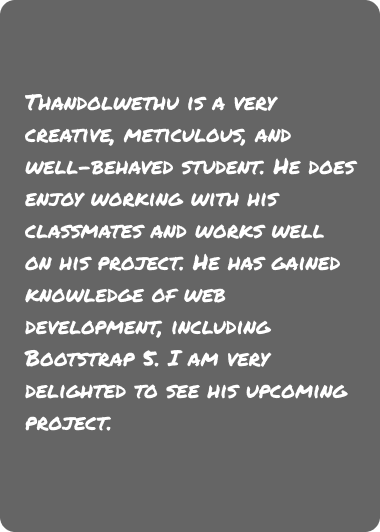 Thandolwethu is a very
creative, meticulous, and
well-behaved student. He does
enjoy working with his
classmates and works well
on his project. He has gained
knowledge of web
development, including
Bootstrap 5. I am very
delighted to see his upcoming
project.